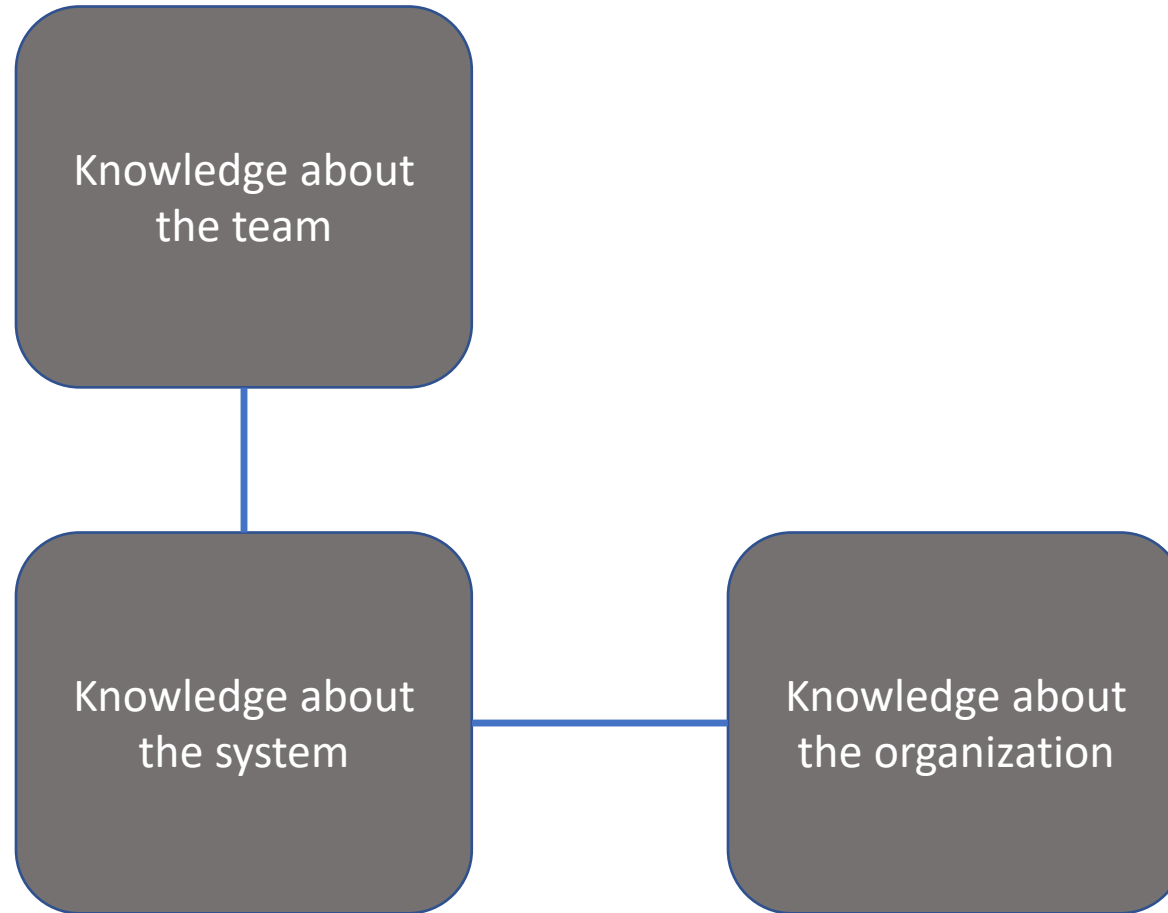 Knowledge about
the team
Knowledge about
the system
Knowledge about
the organization